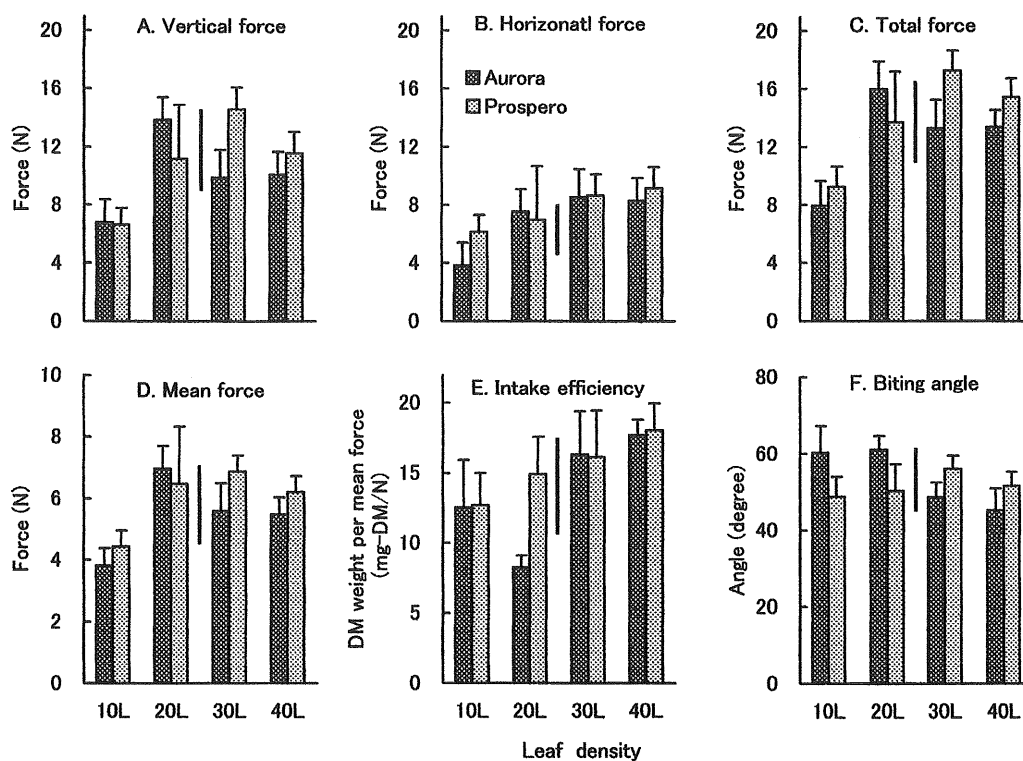 A. Vertical force
Force (N)
20
16
12
8
4
0
B. Horizonatl force
Aurora
Prospero
Force (N)
20
16
12
8
4
0
C. Total force
Force (N)
20
16
12
8
4
0
D. Mean force
Force (N)
10
8
6
4
2
0
10L 20L 30L 40L
E. Intake efficiency
DM weight per mean force
(mg-DM/N)
20
15
10
5
0
10L 20L 30L 40L
Leaf density
F. Biting angle
Angle (degree)
80
60
40
20
0
10L 20L 30L 40L